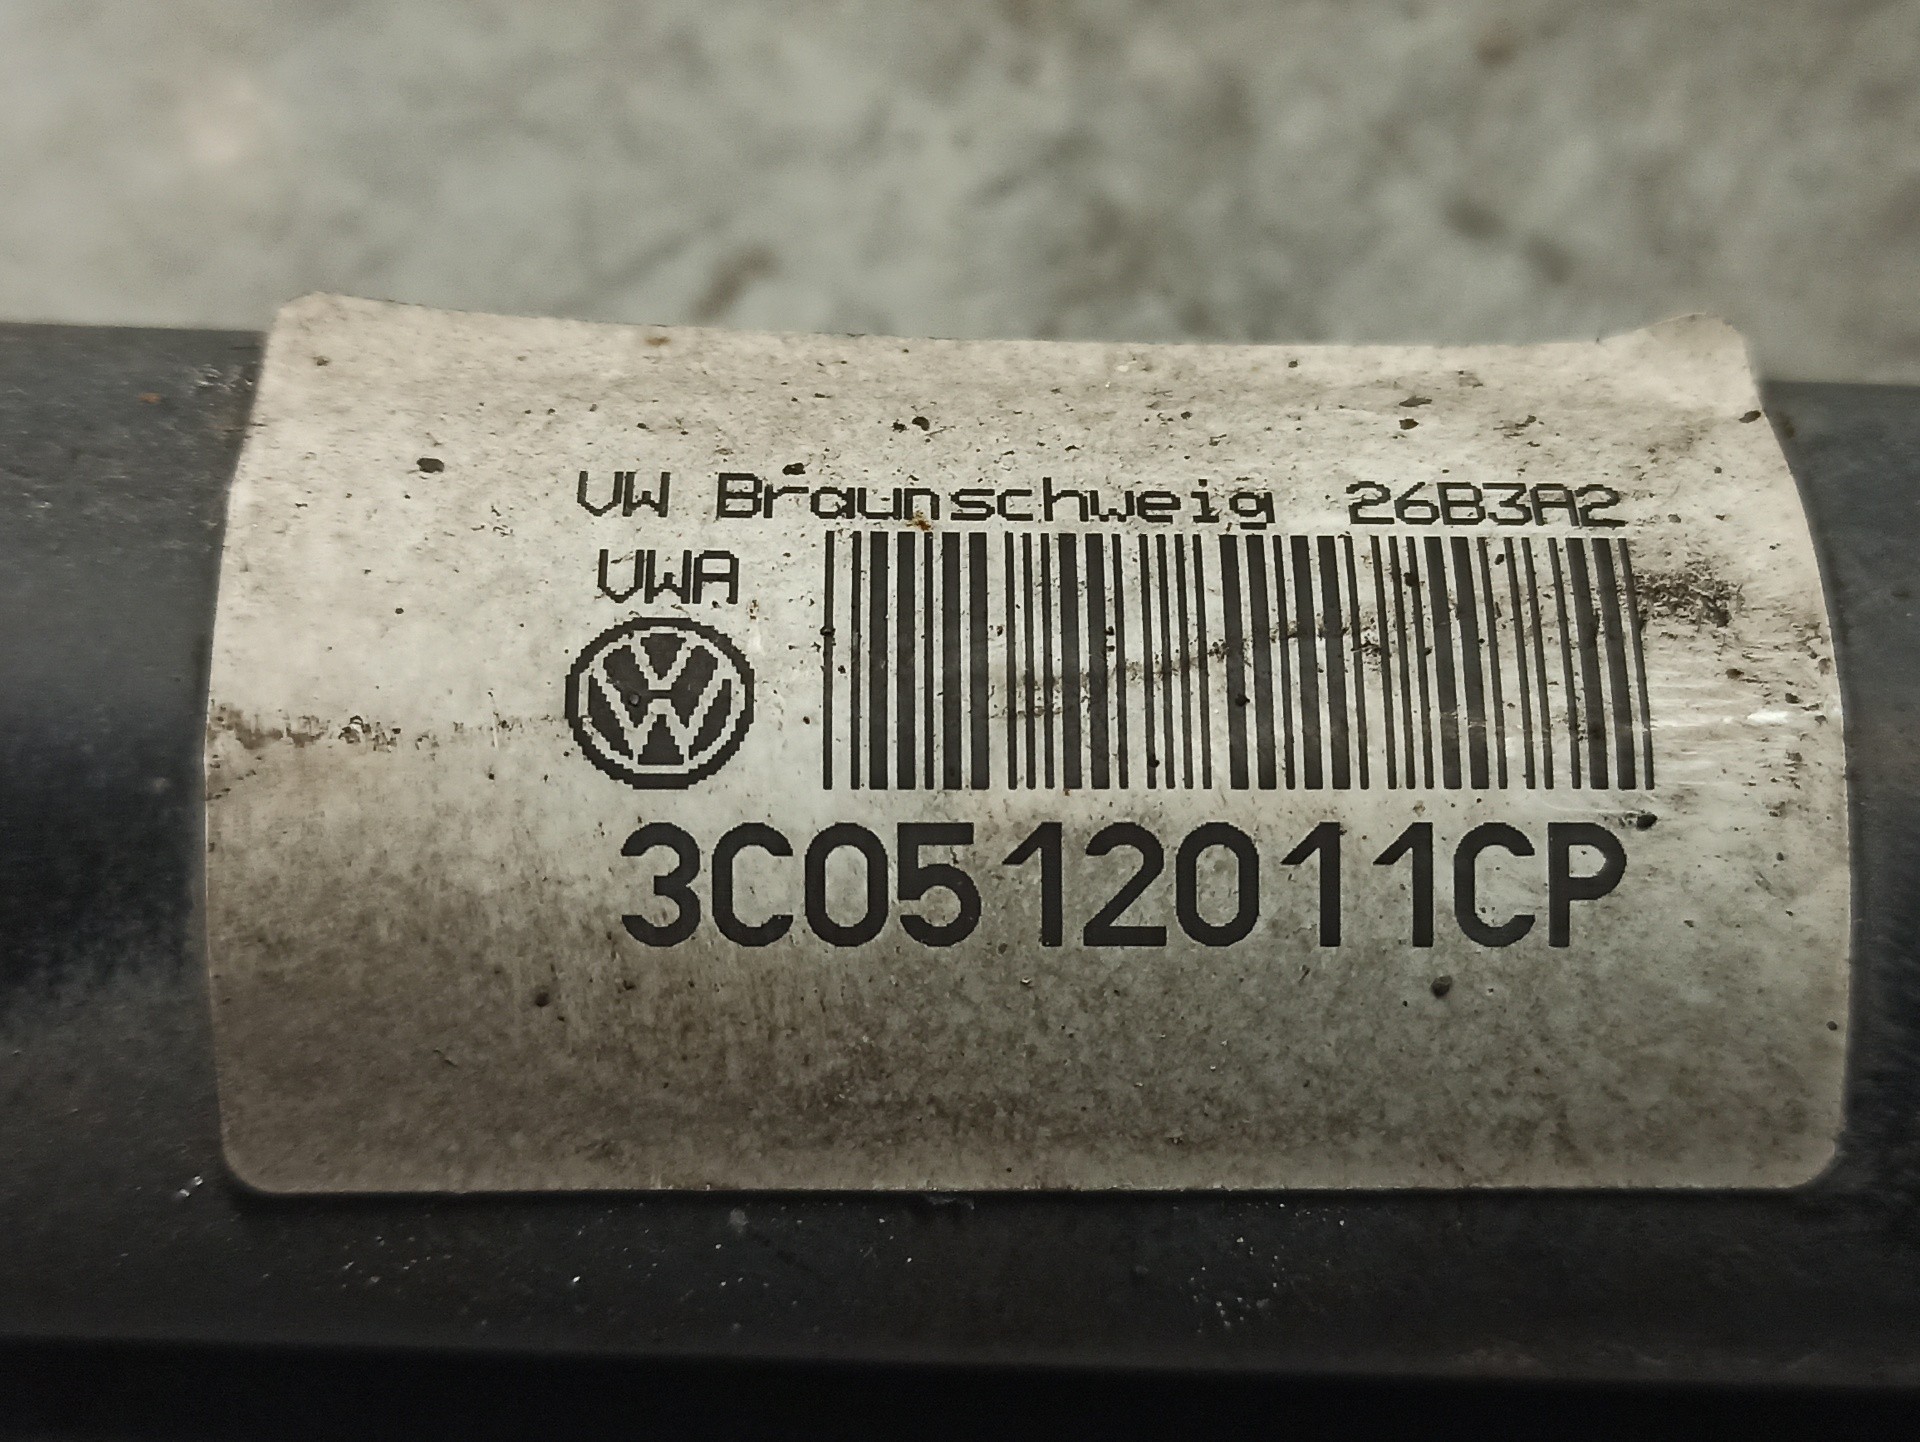 VW Braunschweig 26B3A2
VWA
3C0512011CP